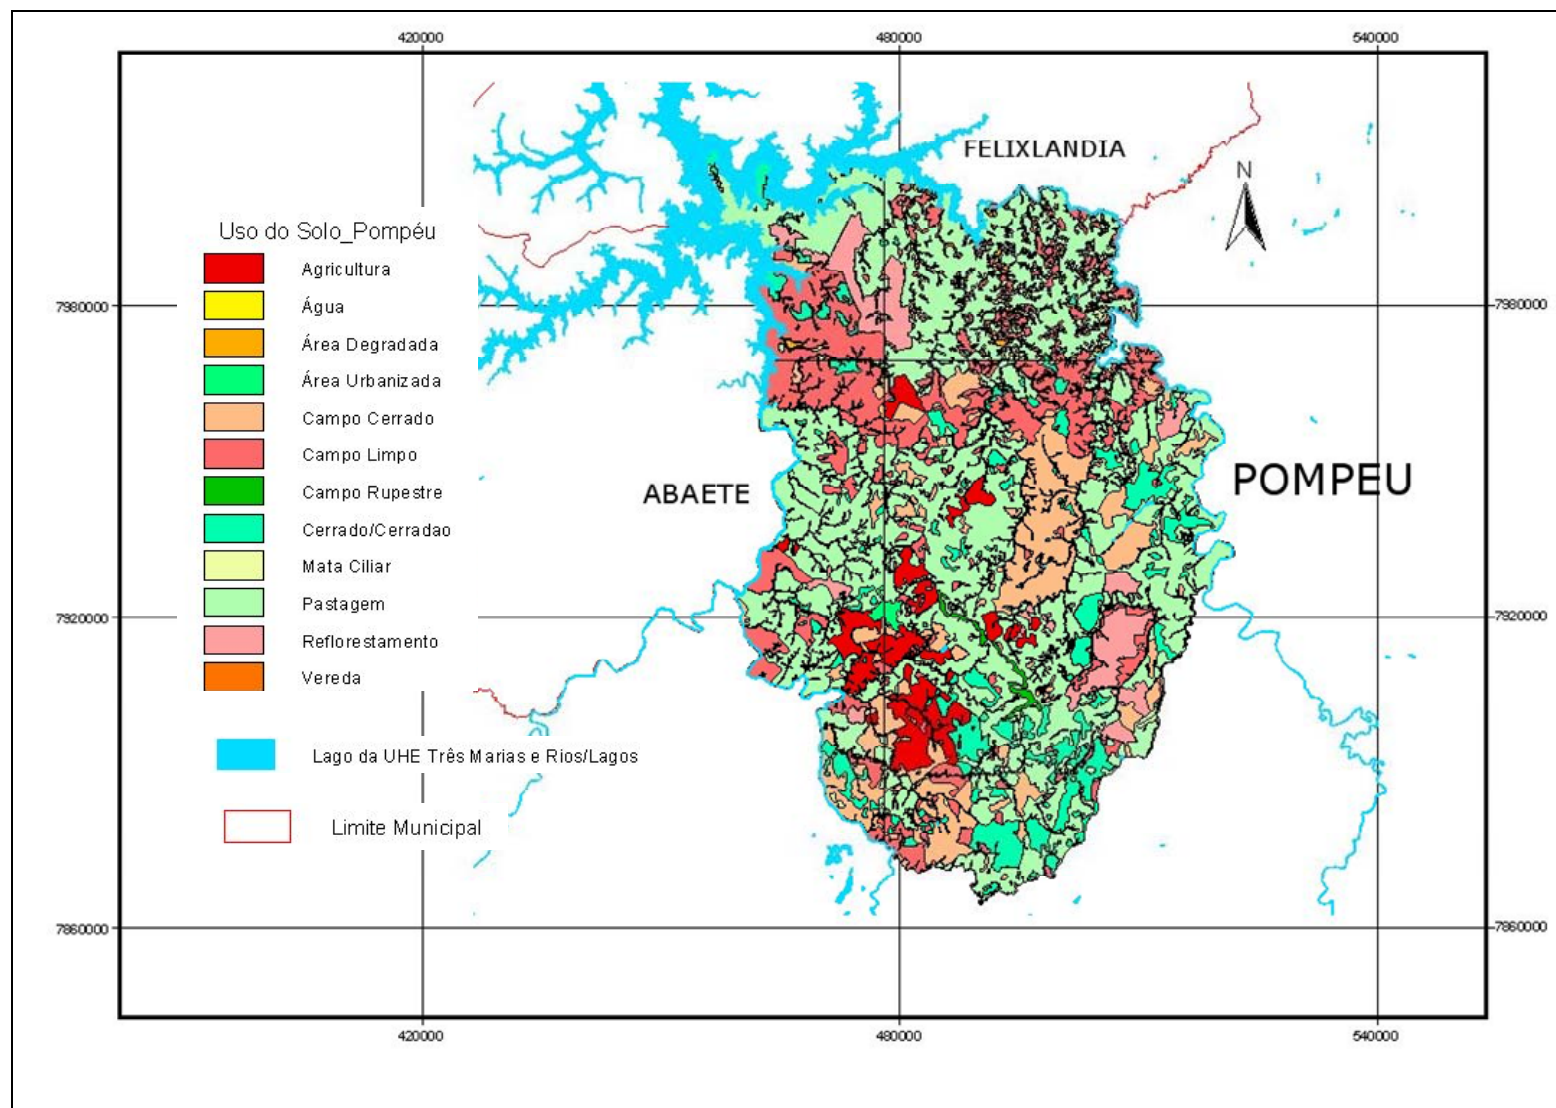 420000 480000 540000
FELIXLANDIA
N
Uso do Solo_Pompéu
Agricultura
Água
7980000 7980000
Área Degradada
Área Urbanizada
Campo Cerrado
Campo Limpo
POMPEU
ABAETE
Campo Rupestre
Cerrado/Cerradao
Mata Ciliar
Pastagem
7920000 7920000
Reflorestamento
Vereda
Lago da UHE Três Marias e Rios/Lagos
Limite Municipal
7860000 7860000
420000 480000 540000